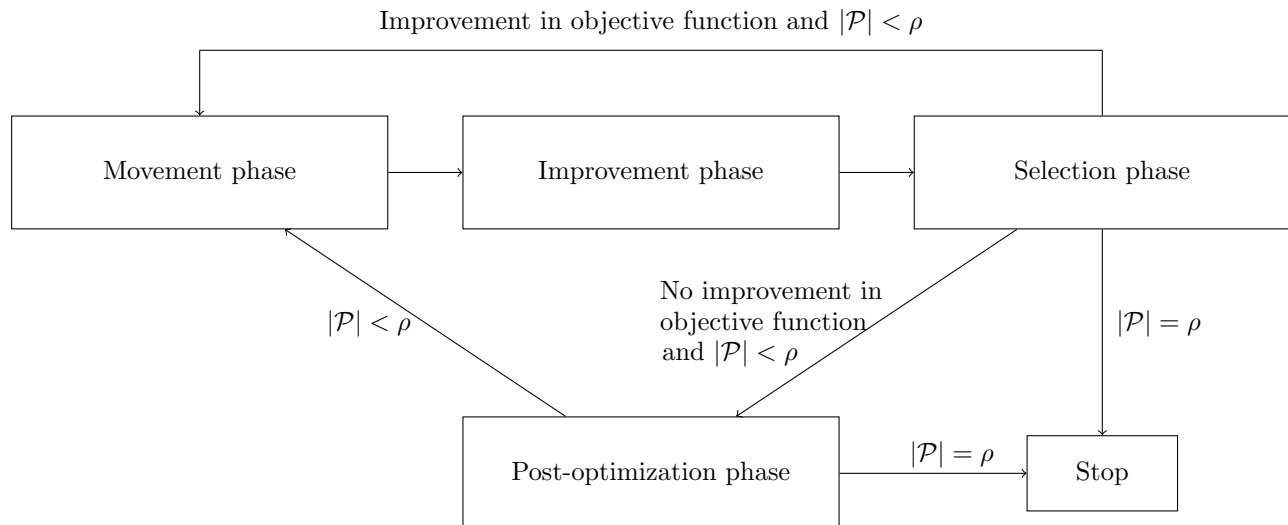 Improvement in objective function and |𝒫| < ρ
Movement phase
Improvement phase
Selection phase
No improvement in
objective function
and |𝒫| < ρ
|𝒫| < ρ
|𝒫| = ρ
Post-optimization phase
|𝒫| = ρ
Stop